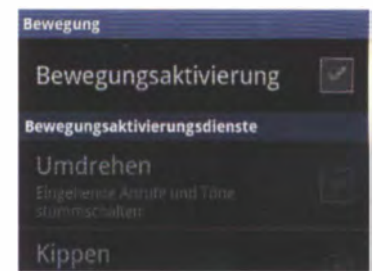 Bewegung
Bewegungsaktivierung
Bewegungsaktivierungsdienste
Umdrehen
Eingehende Anrufe und Töne
stummschalten
Kippen